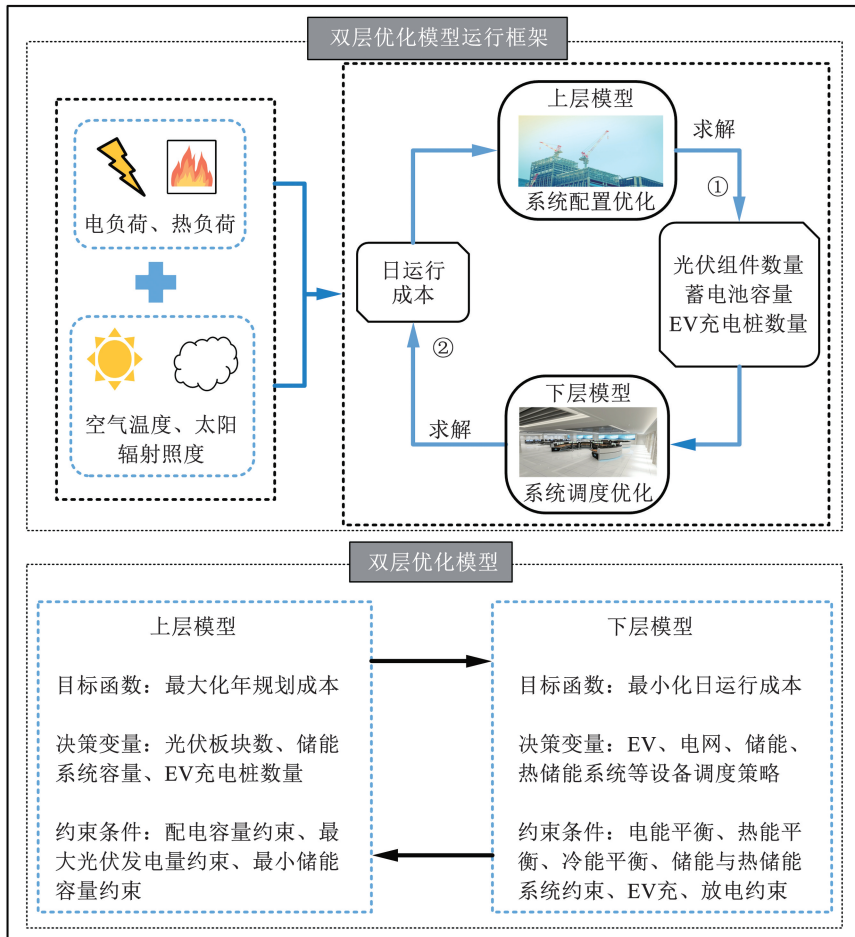 双层优化模型运行框架
电负荷、热负荷
空气温度、太阳
辐射照度
日运行
成本
上层模型
系统配置优化
求解
①
光伏组件数量
蓄电池容量
EV充电桩数量
下层模型
系统调度优化
求解
②
双层优化模型
上层模型
目标函数：最大化年规划成本
决策变量：光伏板块数、储能
系统容量、EV充电桩数量
约束条件：配电容量约束、最
大光伏发电量约束、最小储能
容量约束
下层模型
目标函数：最小化日运行成本
决策变量：EV、电网、储能、
热储能系统等设备调度策略
约束条件：电能平衡、热能平
衡、冷能平衡、储能与热储能
系统约束、EV充、放电约束